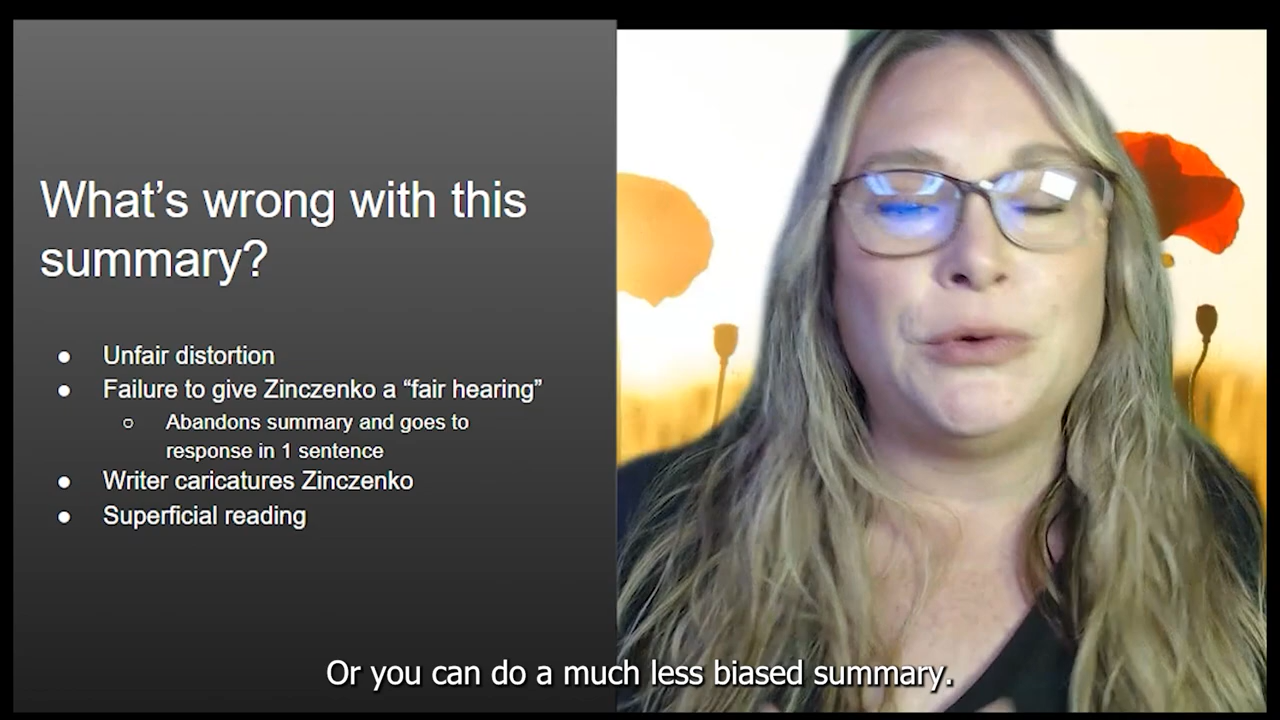 What’s wrong with this
summary?
● Unfair distortion
● Failure to give Zinczenko a “fair hearing”
○ Abandons summary and goes to
response in 1 sentence
● Writer caricatures Zinczenko
● Superficial reading
Or you can do a much less biased summary.